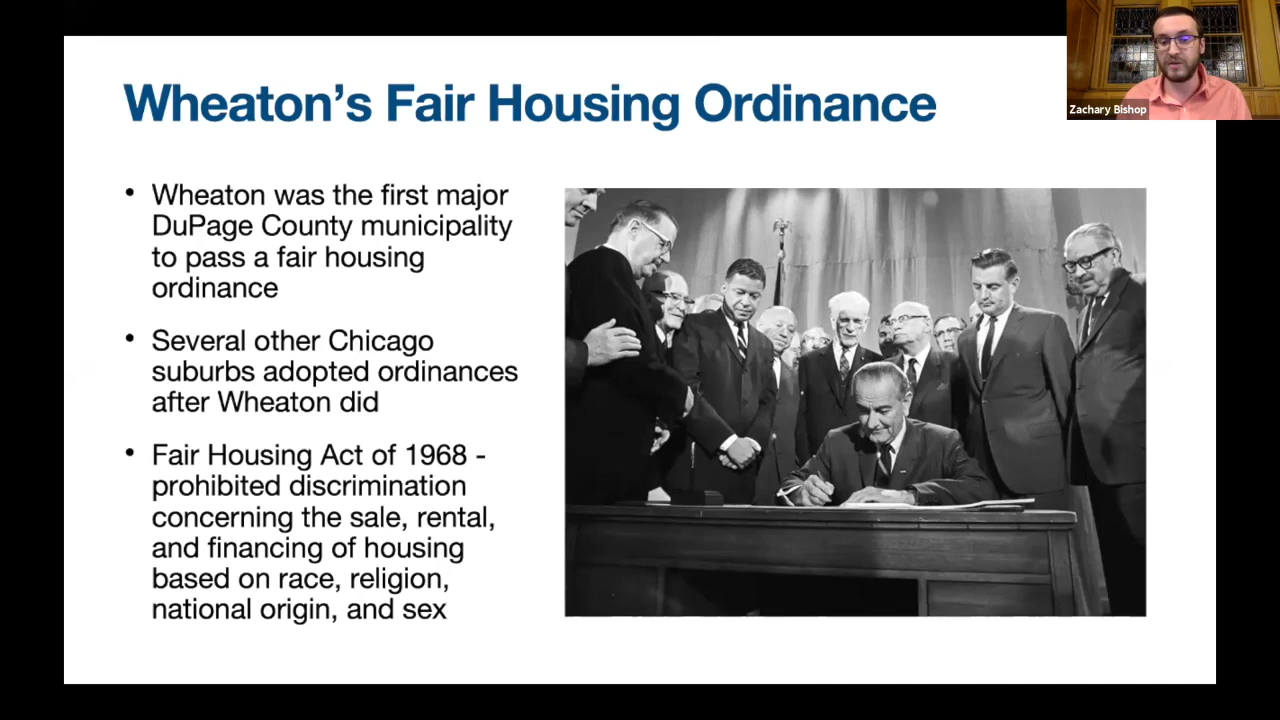 Wheaton's Fair Housing Ordinance
Zachary Bishop
• Wheaton was the first major
DuPage County municipality
to pass a fair housing
ordinance
• Several other Chicago
suburbs adopted ordinances
after Wheaton did
• Fair Housing Act of 1968 -
prohibited discrimination
concerning the sale, rental,
and financing of housing
based on race, religion,
national origin, and sex